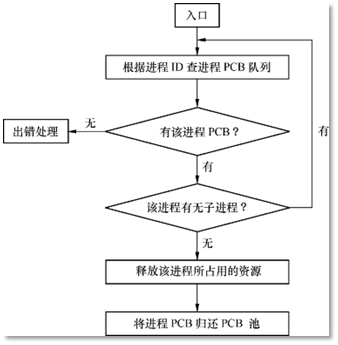 入口
根据进程 ID 查进程 PCB 队列
无
出错处理
有该进程 PCB？
有
有
该进程有无子进程？
无
释放该进程所占用的资源
将进程 PCB 归还 PCB 池